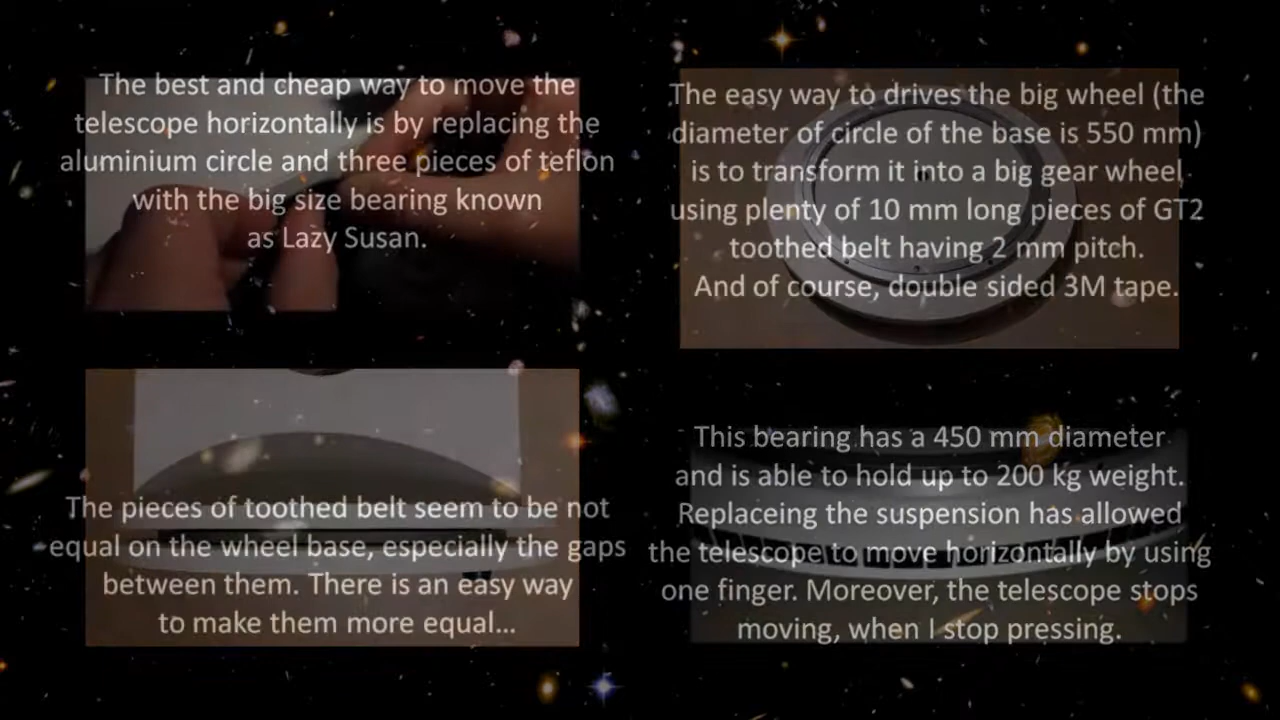 The best and cheap way to move the
telescope horizontally is by replacing the
aluminium circle and three pieces of teflon
with the big size bearing known
as Lazy Susan.
The easy way to drives the big wheel (the
diameter of circle of the base is 550 mm)
is to transform it into a big gear wheel
using plenty of 10 mm long pieces of GT2
toothed belt having 2 mm pitch.
And of course, double sided 3M tape.
The pieces of toothed belt seem to be not
equal on the wheel base, especially the gaps
between them. There is an easy way
to make them more equal...
This bearing has a 450 mm diameter
and is able to hold up to 200 kg weight.
Replaceing the suspension has allowed
the telescope to move horizontally by using
one finger. Moreover, the telescope stops
moving, when I stop pressing.